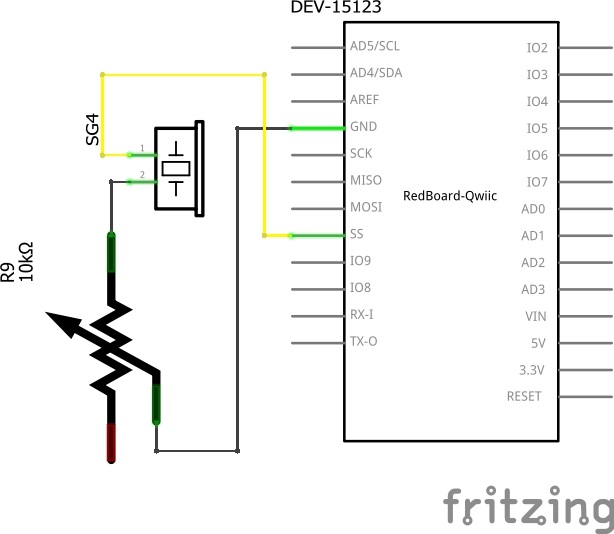 DEV-15123
AD5/SCL
AD4/SDA
AREF
GND
SCK
MISO
MOSI
SS
IO9
IO8
RX-I
TX-O
RedBoard-Qwiic
IO2
IO3
IO4
IO5
IO6
IO7
AD0
AD1
AD2
AD3
VIN
5V
3.3V
RESET
SG4
1
2
R9
10kΩ
fritzing